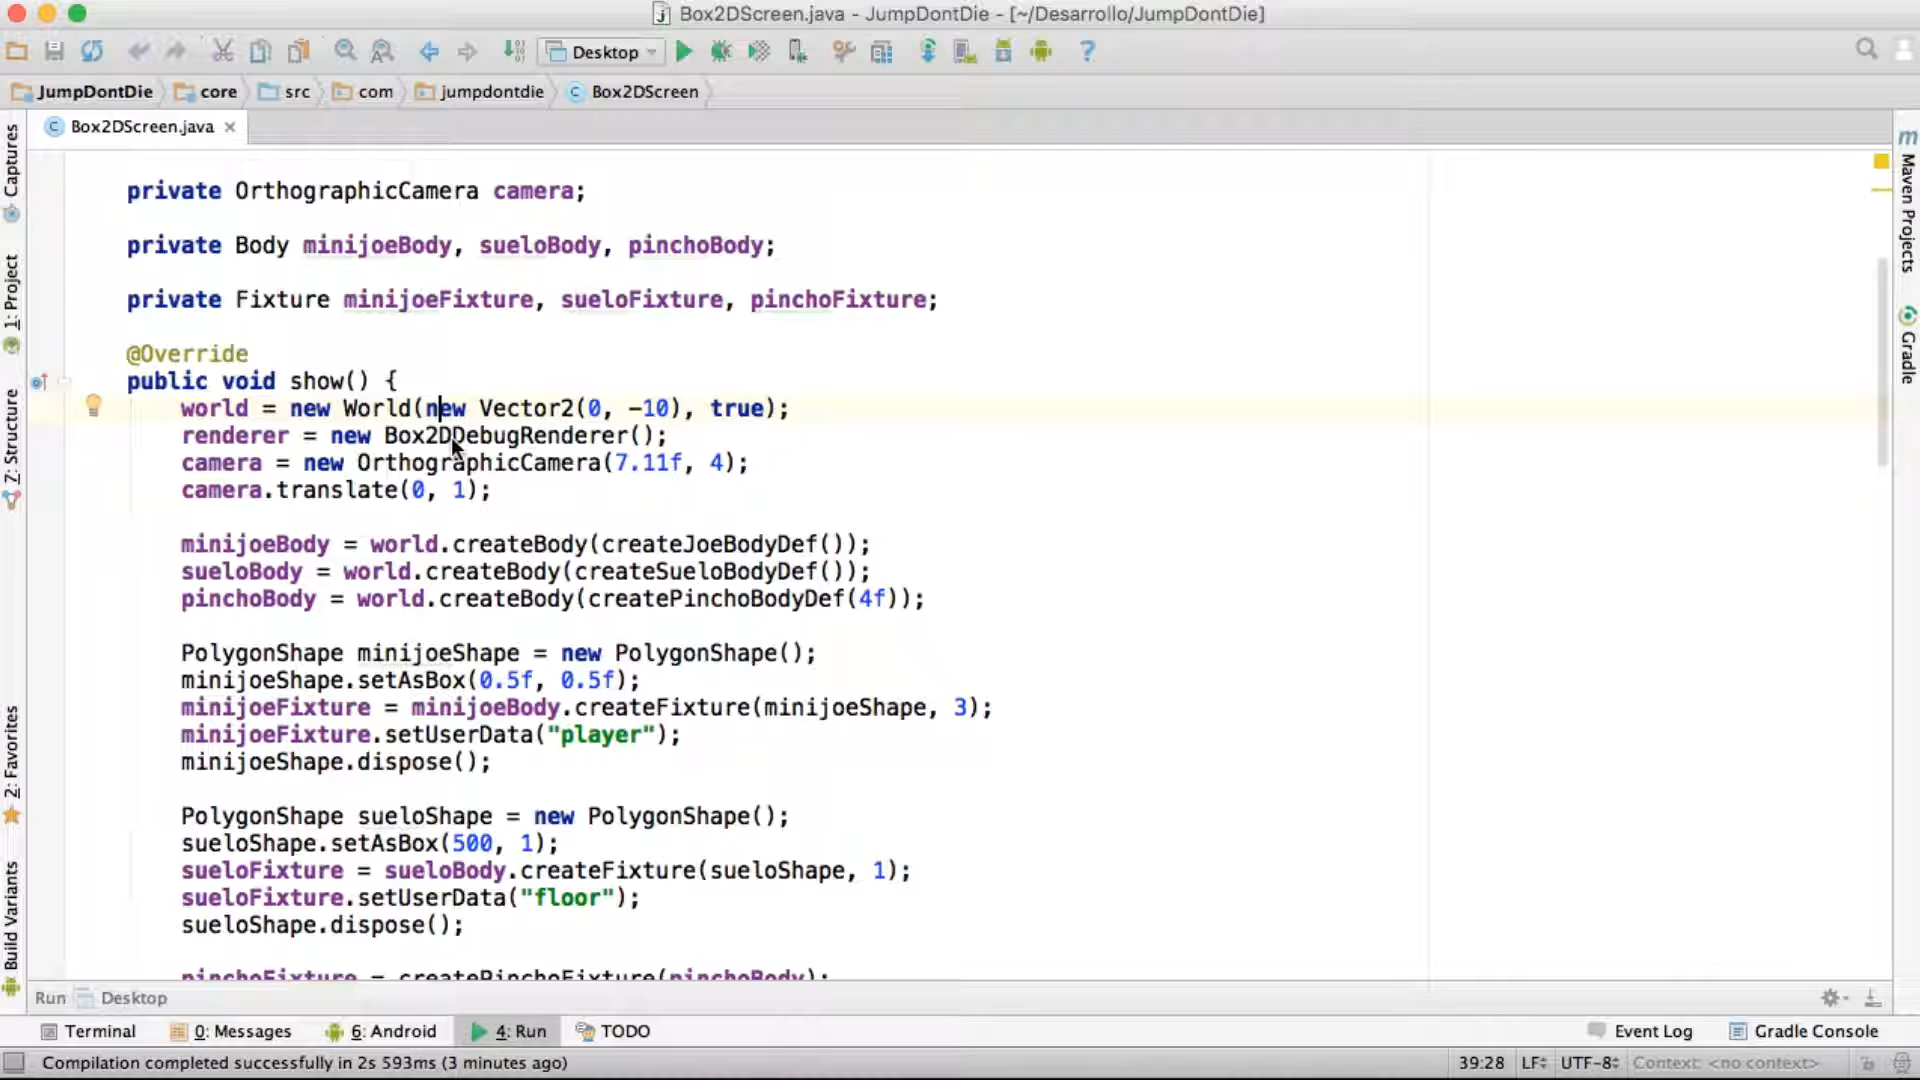 Box2DScreen.java - JumpDontDie - [~/Desarrollo/JumpDontDie]
Desktop
JumpDontDie core src com jumpdontdie Box2DScreen
Box2DScreen.java
Captures
1: Project
7: Structure
2: Favorites
Build Variants
Maven Projects
Gradle
private OrthographicCamera camera;
private Body minijoeBody, sueloBody, pinchoBody;
private Fixture minijoeFixture, sueloFixture, pinchoFixture;
@Override
public void show() {
world = new World(new Vector2(0, -10), true);
renderer = new Box2DDebugRenderer();
camera = new OrthographicCamera(7.11f, 4);
camera.translate(0, 1);
minijoeBody = world.createBody(createJoeBodyDef());
sueloBody = world.createBody(createSueloBodyDef());
pinchoBody = world.createBody(createPinchoBodyDef(4f));
PolygonShape minijoeShape = new PolygonShape();
minijoeShape.setAsBox(0.5f, 0.5f);
minijoeFixture = minijoeBody.createFixture(minijoeShape, 3);
minijoeFixture.setUserData("player");
minijoeShape.dispose();
PolygonShape sueloShape = new PolygonShape();
sueloShape.setAsBox(500, 1);
sueloFixture = sueloBody.createFixture(sueloShape, 1);
sueloFixture.setUserData("floor");
sueloShape.dispose();
pinchoFixture = createPinchoFixture(pinchoBody);
Run Desktop
Terminal 0: Messages 6: Android 4: Run TODO Event Log Gradle Console
Compilation completed successfully in 2s 593ms (3 minutes ago) 39:28 LF UTF-8 Context: <no context>